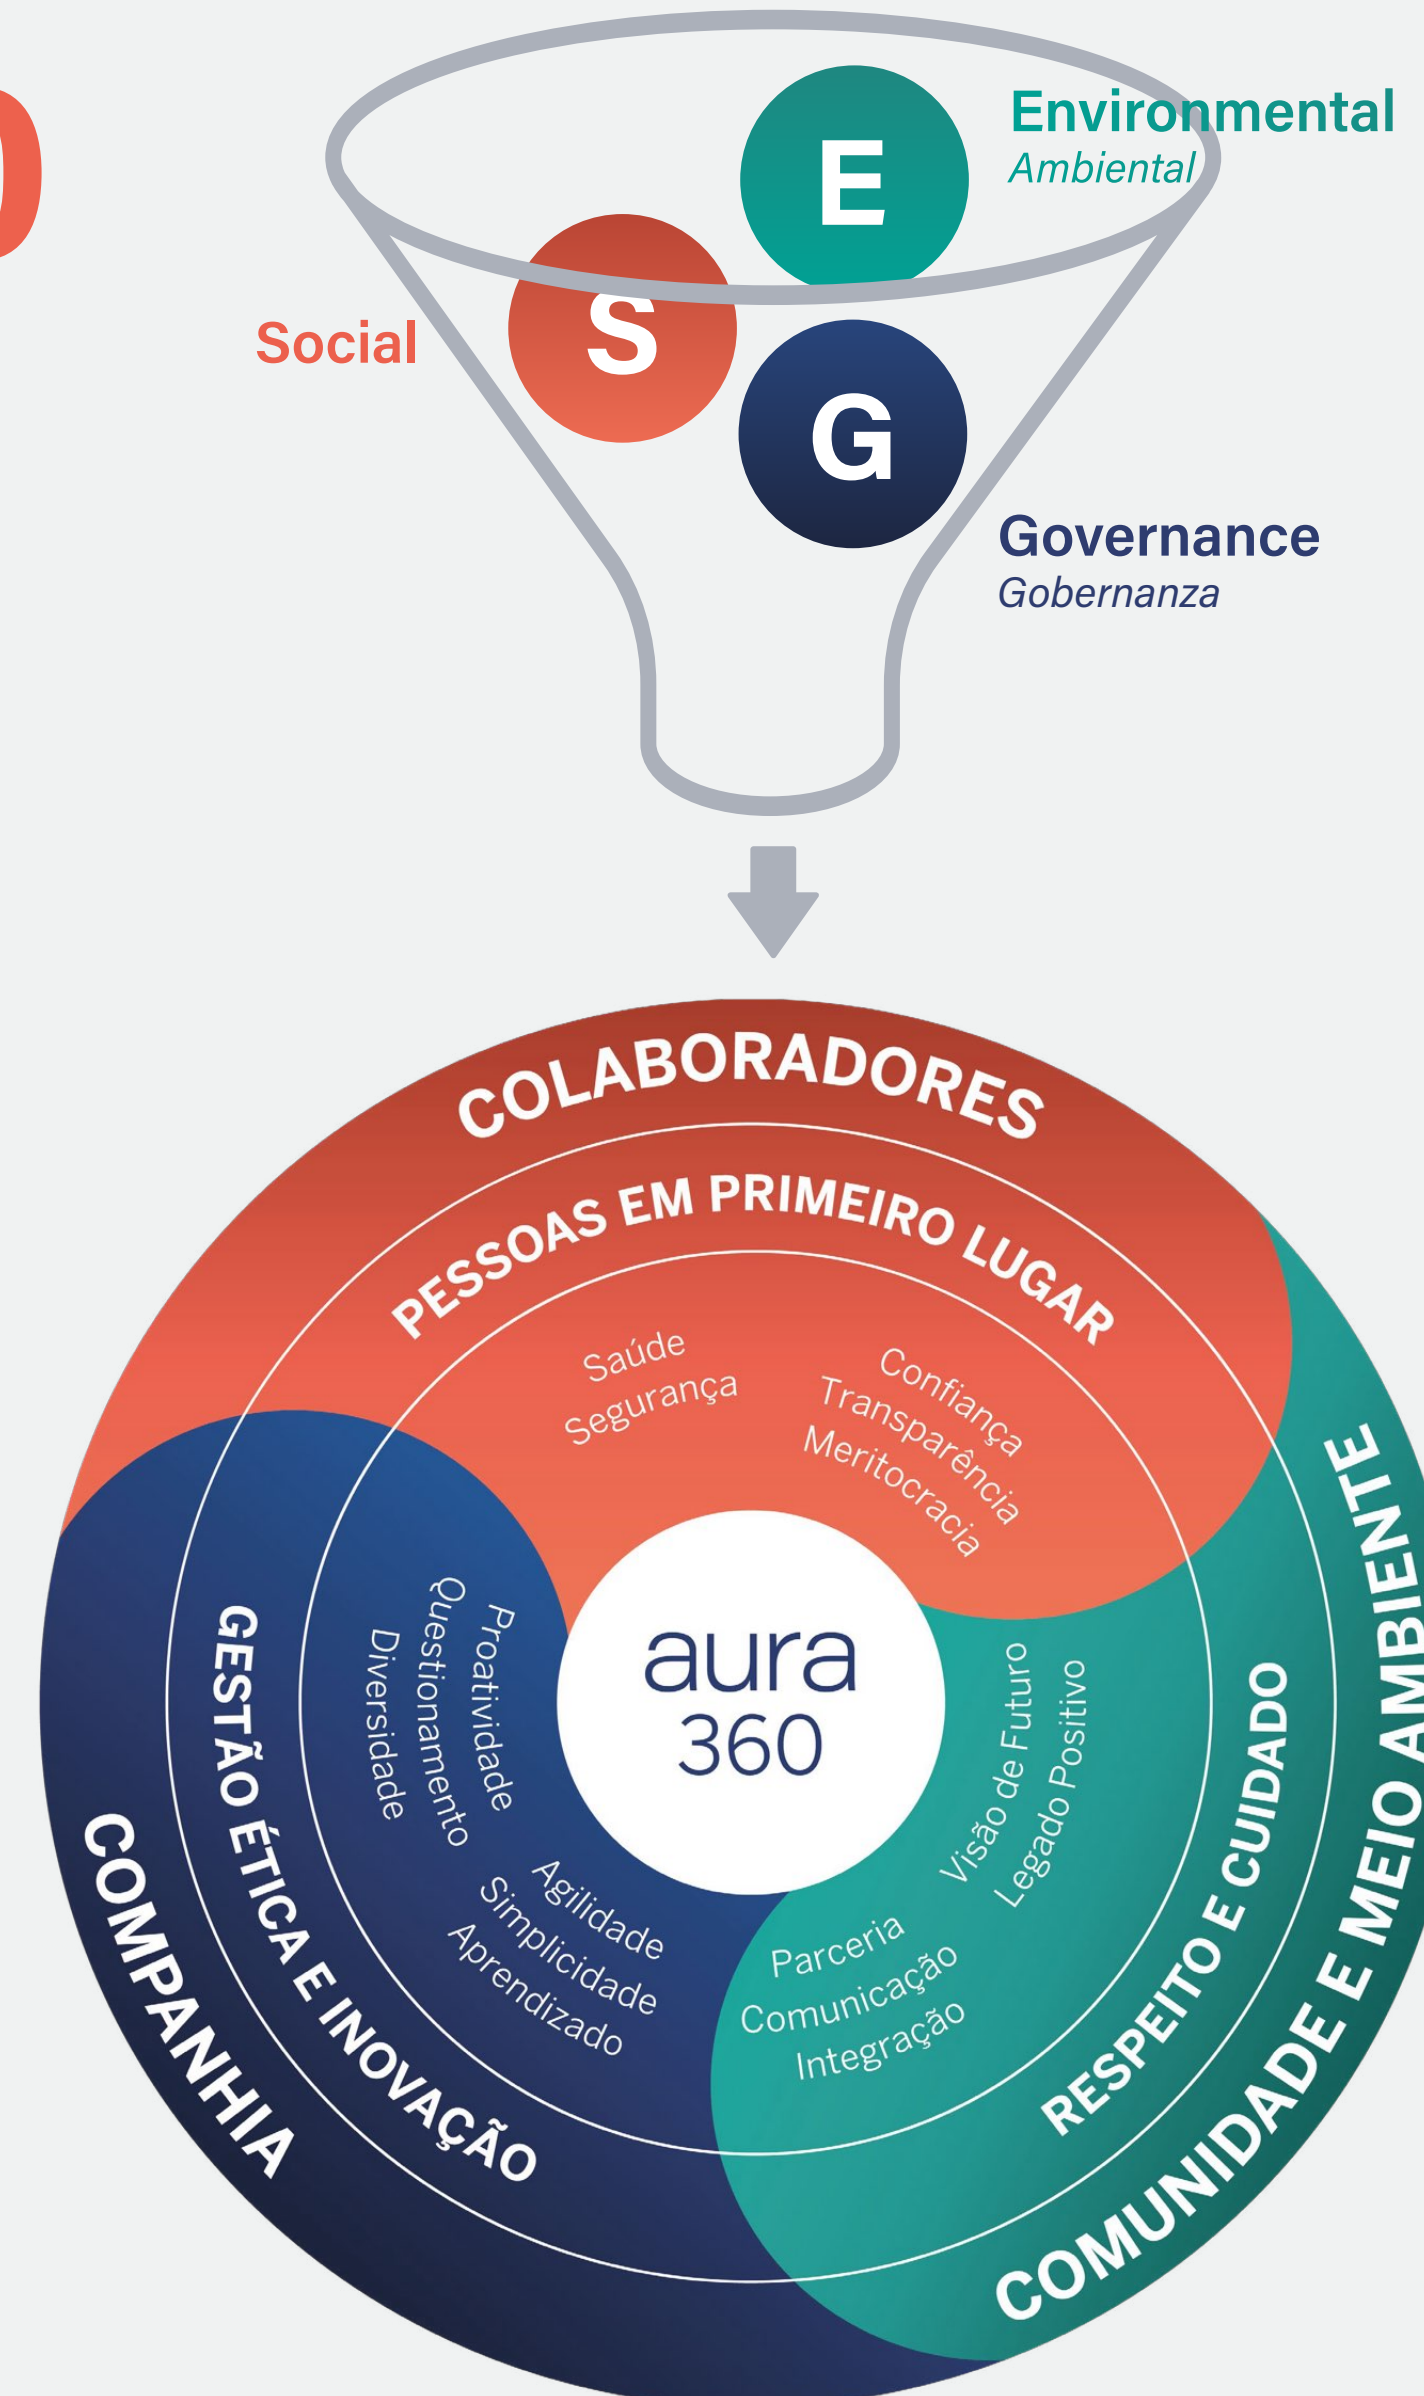 0
E
Environmental
Ambiental
S
Social
G
Governance
Gobernanza
COLABORADORES
PESSOAS EM PRIMEIRO LUGAR
Saúde
Segurança
Confiança
Transparência
Meritocracia
COMUNIDADE E MEIO AMBIENTE
RESPEITO E CUIDADO
Visão de Futuro
Legado Positivo
Parceria
Comunicação
Integração
COMPANHIA
GESTÃO ÉTICA E INOVAÇÃO
Diversidade
Questionamento
Proatividade
Agilidade
Simplicidade
Aprendizado
aura
360